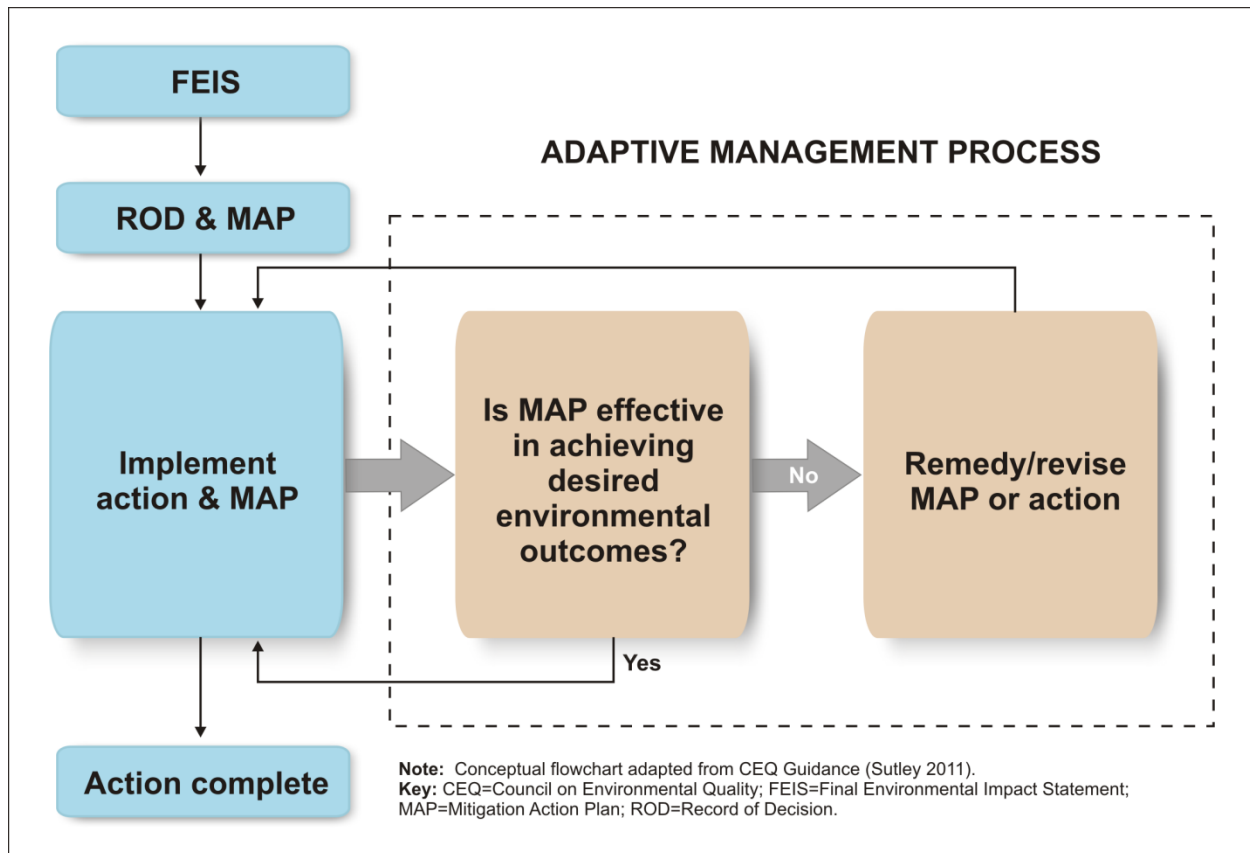 FEIS
ADAPTIVE MANAGEMENT PROCESS
ROD & MAP
Implement
action & MAP
Is MAP effective
in achieving
desired
environmental
outcomes?
No
Remedy/revise
MAP or action
Yes
Action complete
Note: Conceptual flowchart adapted from CEQ Guidance (Sutley 2011).
Key: CEQ=Council on Environmental Quality; FEIS=Final Environmental Impact Statement;
MAP=Mitigation Action Plan; ROD=Record of Decision.